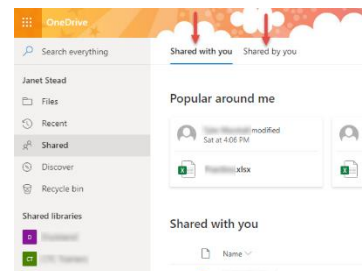 OneDrive
Search everything
Janet Stead
Files
Recent
Shared
Discover
Recycle bin
Shared libraries
D
CT
Shared with you
Shared by you
Popular around me
modified
Sat at 4:06 PM
.xlsx
Shared with you
Name